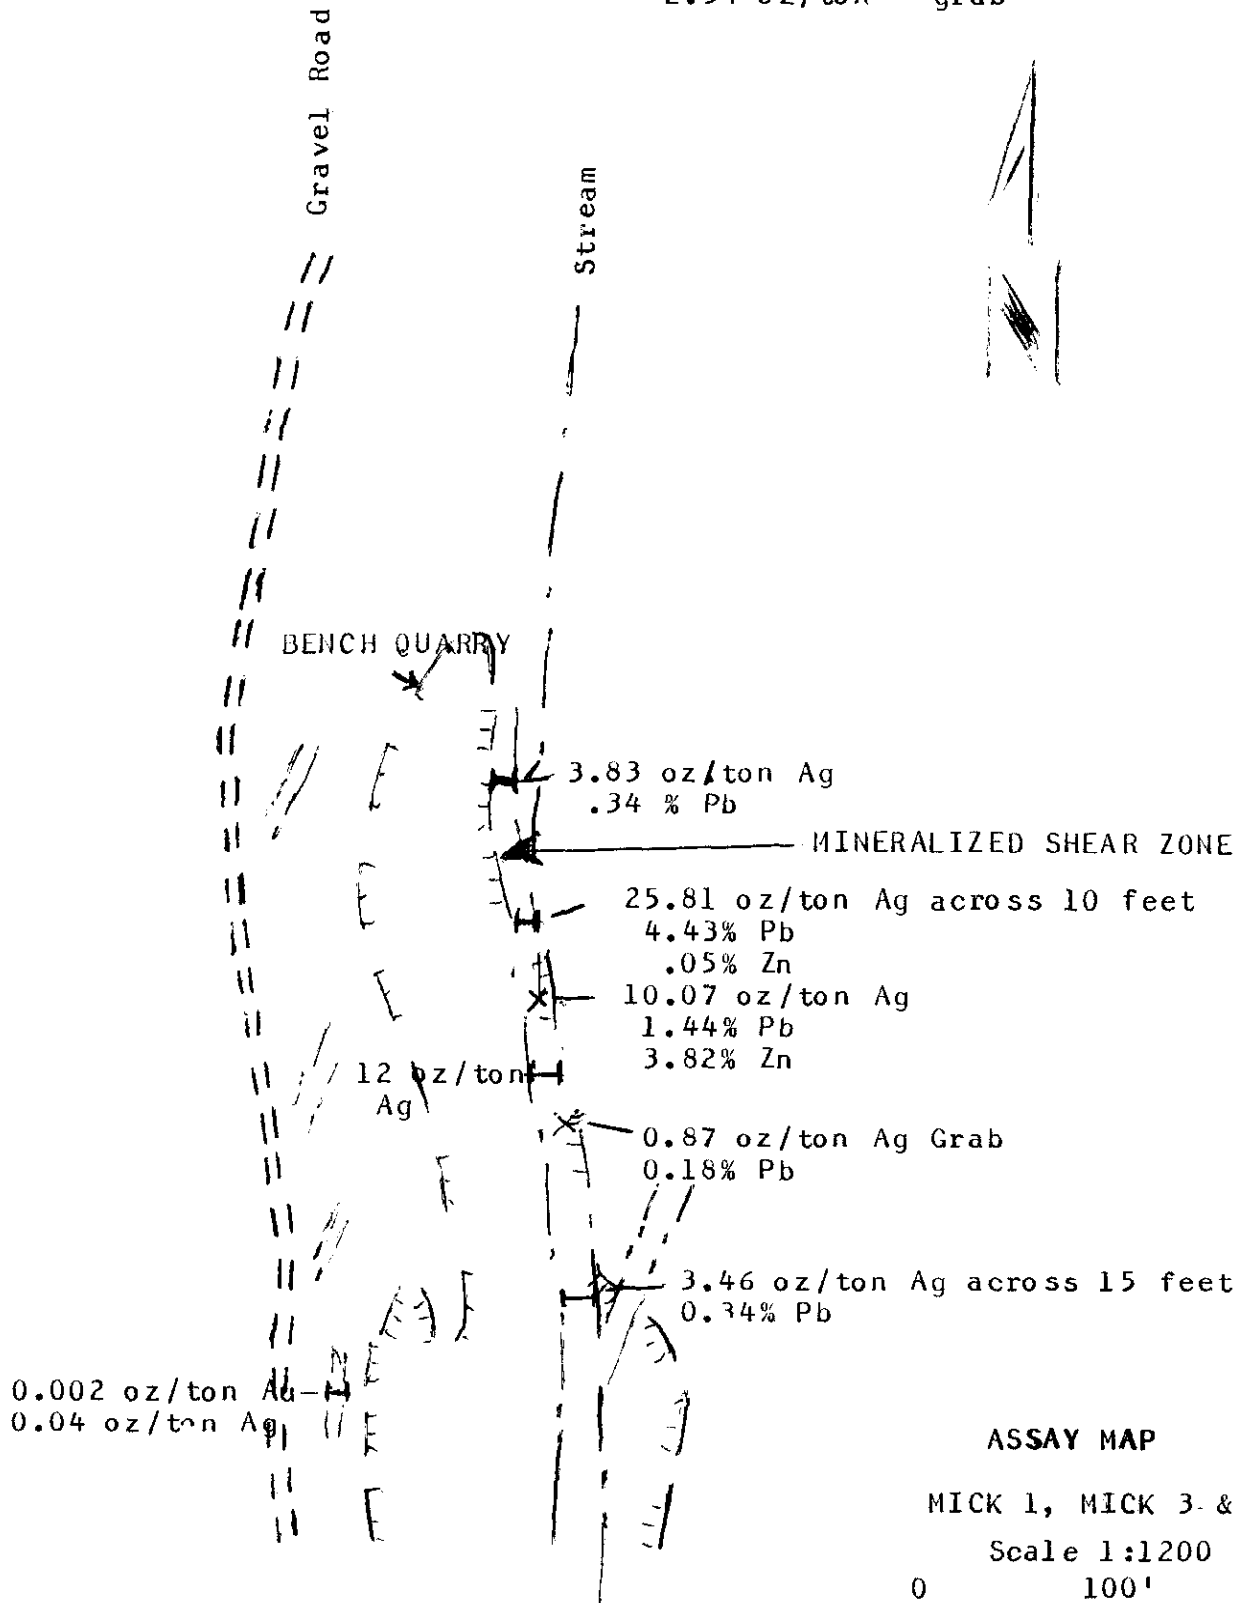 grab
Gravel Road
Stream
BENCH QUARRY
3.83 oz/ton Ag
.34 % Pb
MINERALIZED SHEAR ZONE
25.81 oz/ton Ag across 10 feet
4.43% Pb
.05% Zn
10.07 oz/ton Ag
1.44% Pb
3.82% Zn
12 oz/ton
Ag
0.87 oz/ton Ag Grab
0.18% Pb
3.46 oz/ton Ag across 15 feet
0.34% Pb
0.002 oz/ton Au
0.04 oz/ton Ag
N
ASSAY MAP
MICK 1, MICK 3 &
Scale 1:1200
0 100'